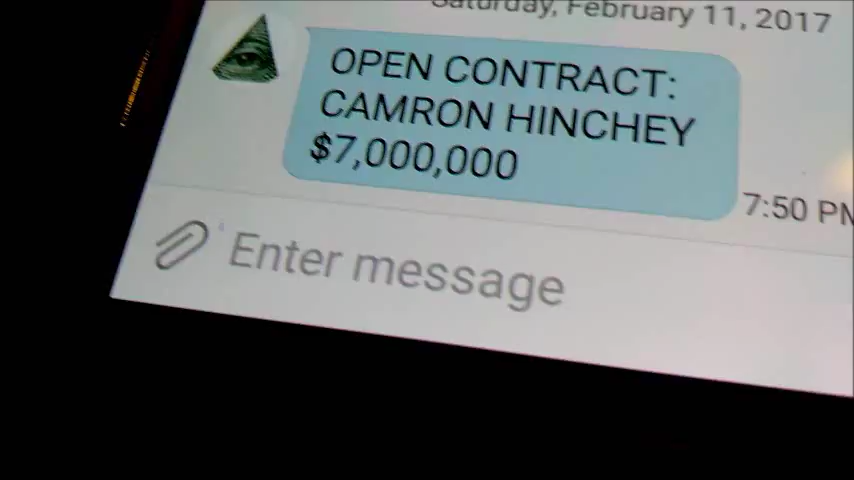 Saturday, February 11, 2017
OPEN CONTRACT:
CAMRON HINCHEY
$7,000,000
7:50 PM
Enter message